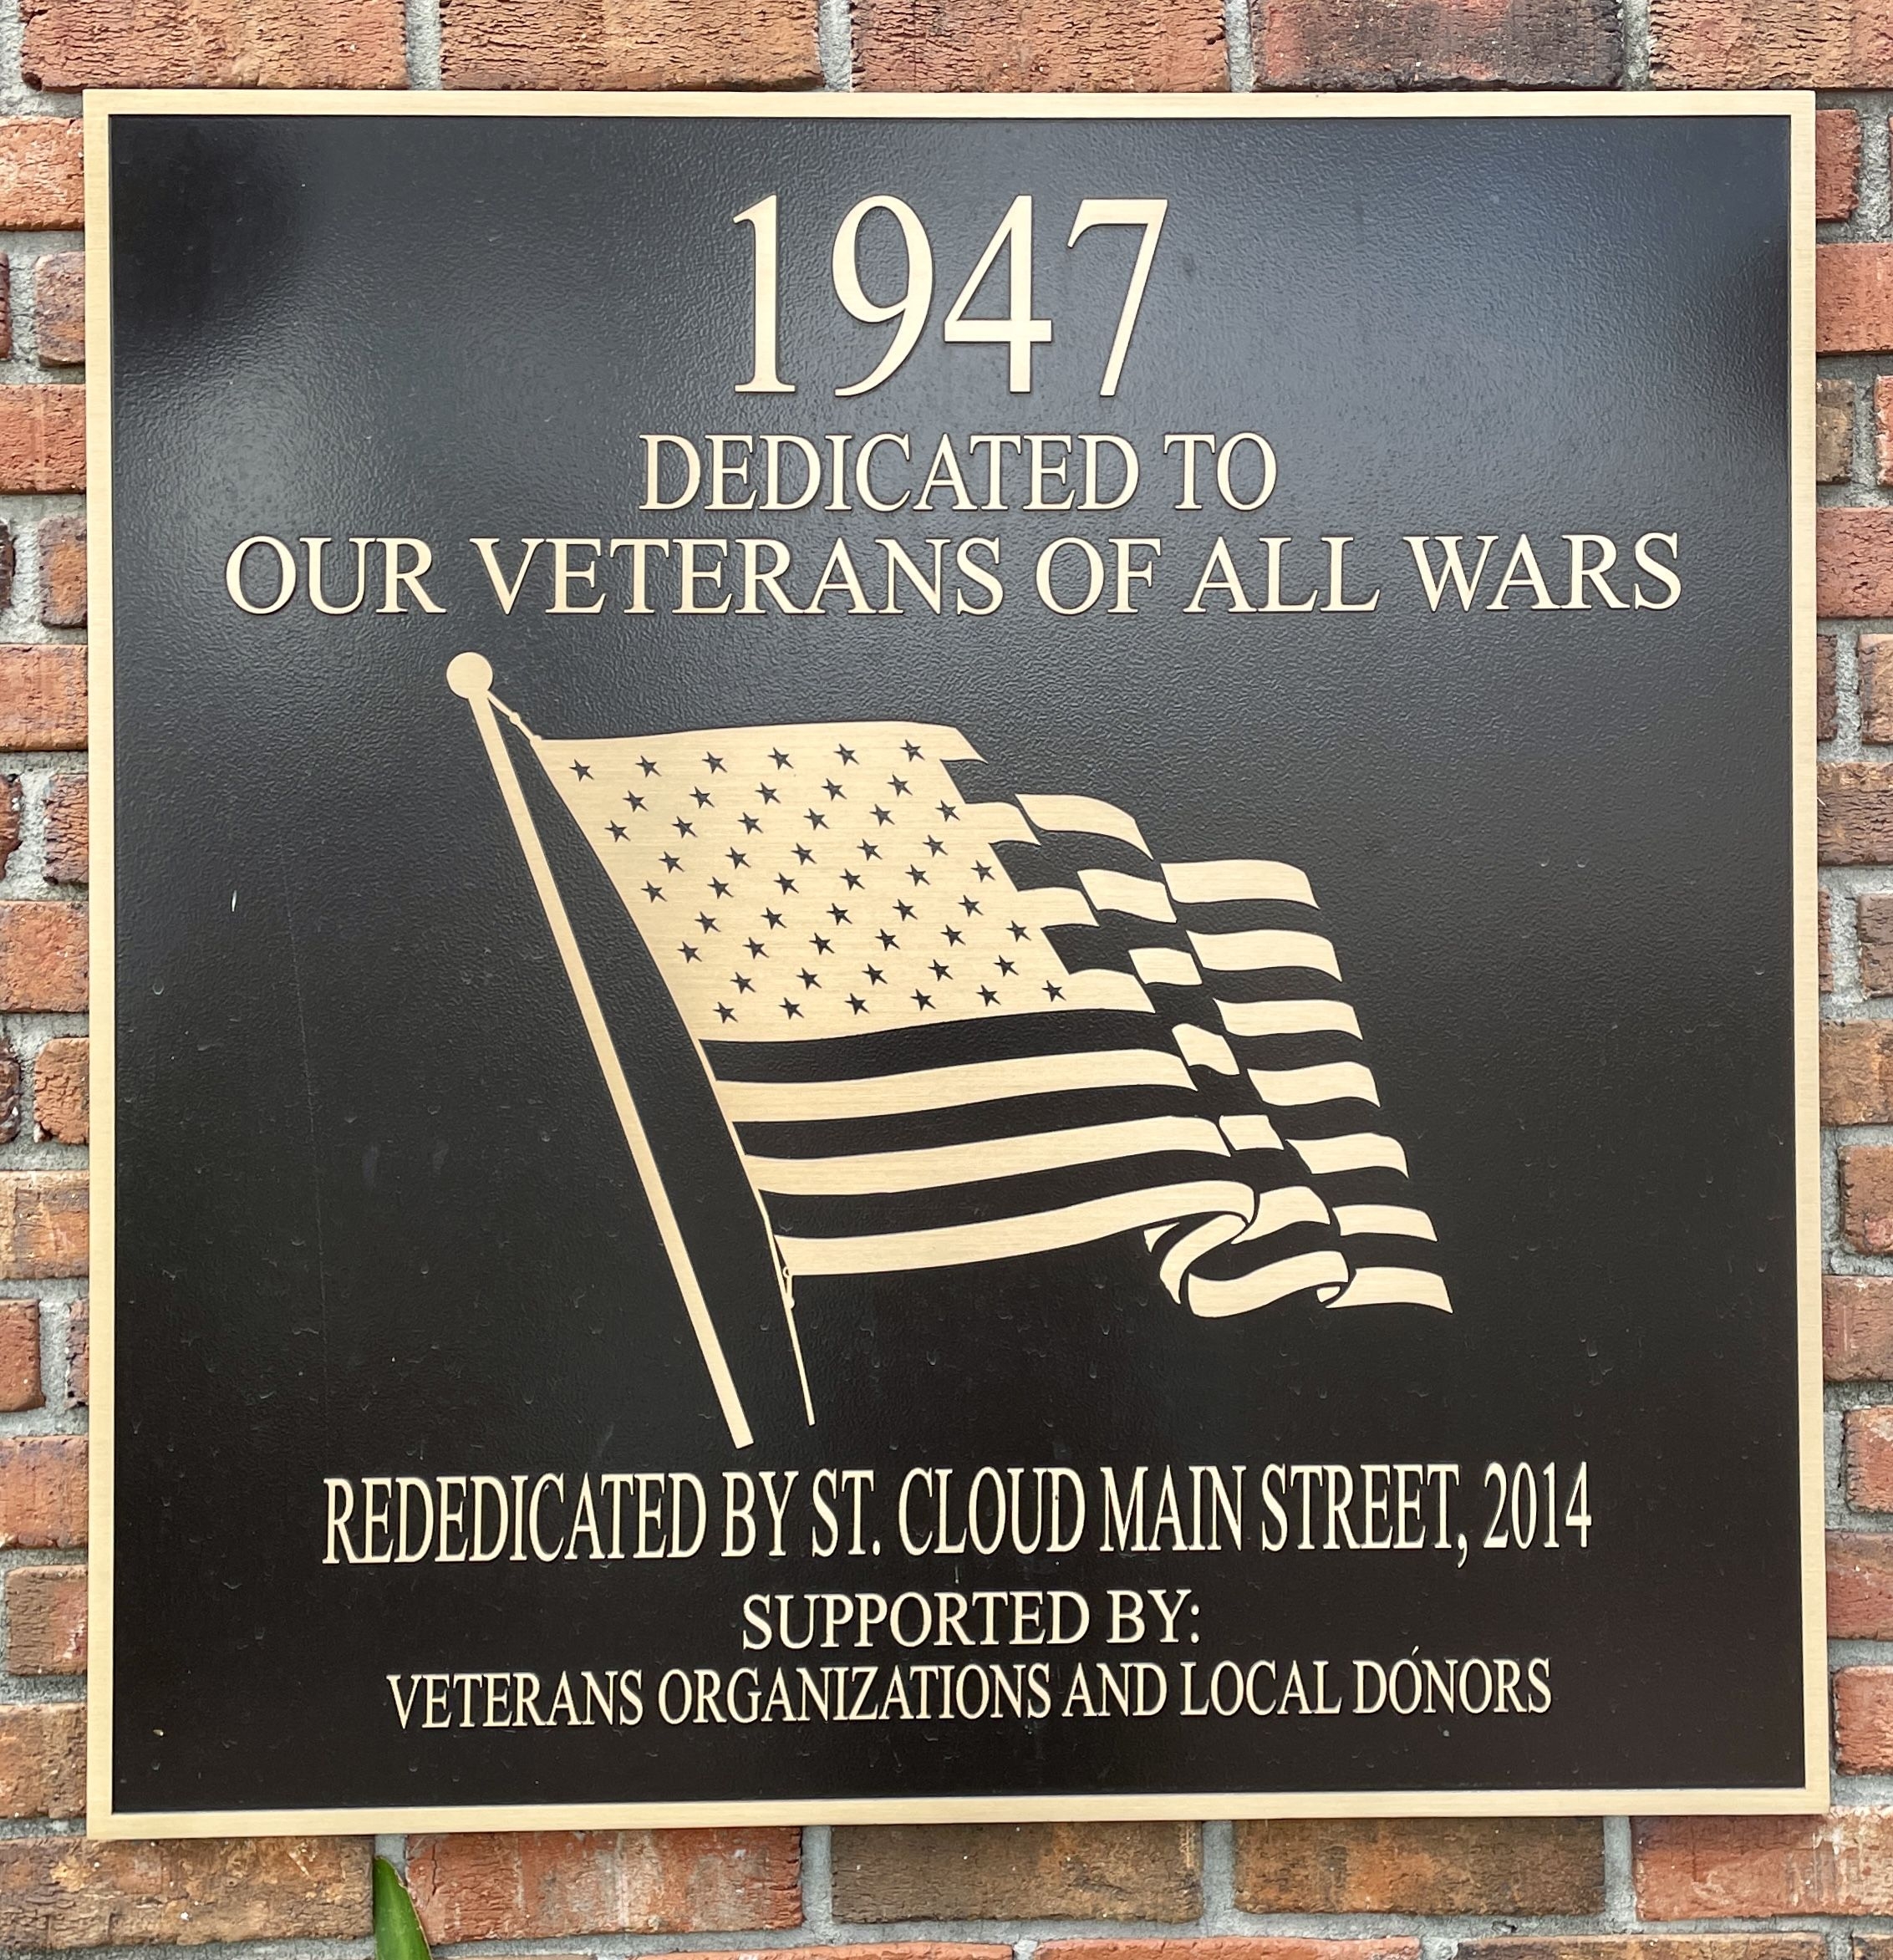 1947
DEDICATED TO
OUR VETERANS OF ALL WARS
REDEDICATED BY ST. CLOUD MAIN STREET, 2014
SUPPORTED BY:
VETERANS ORGANIZATIONS AND LOCAL DONORS